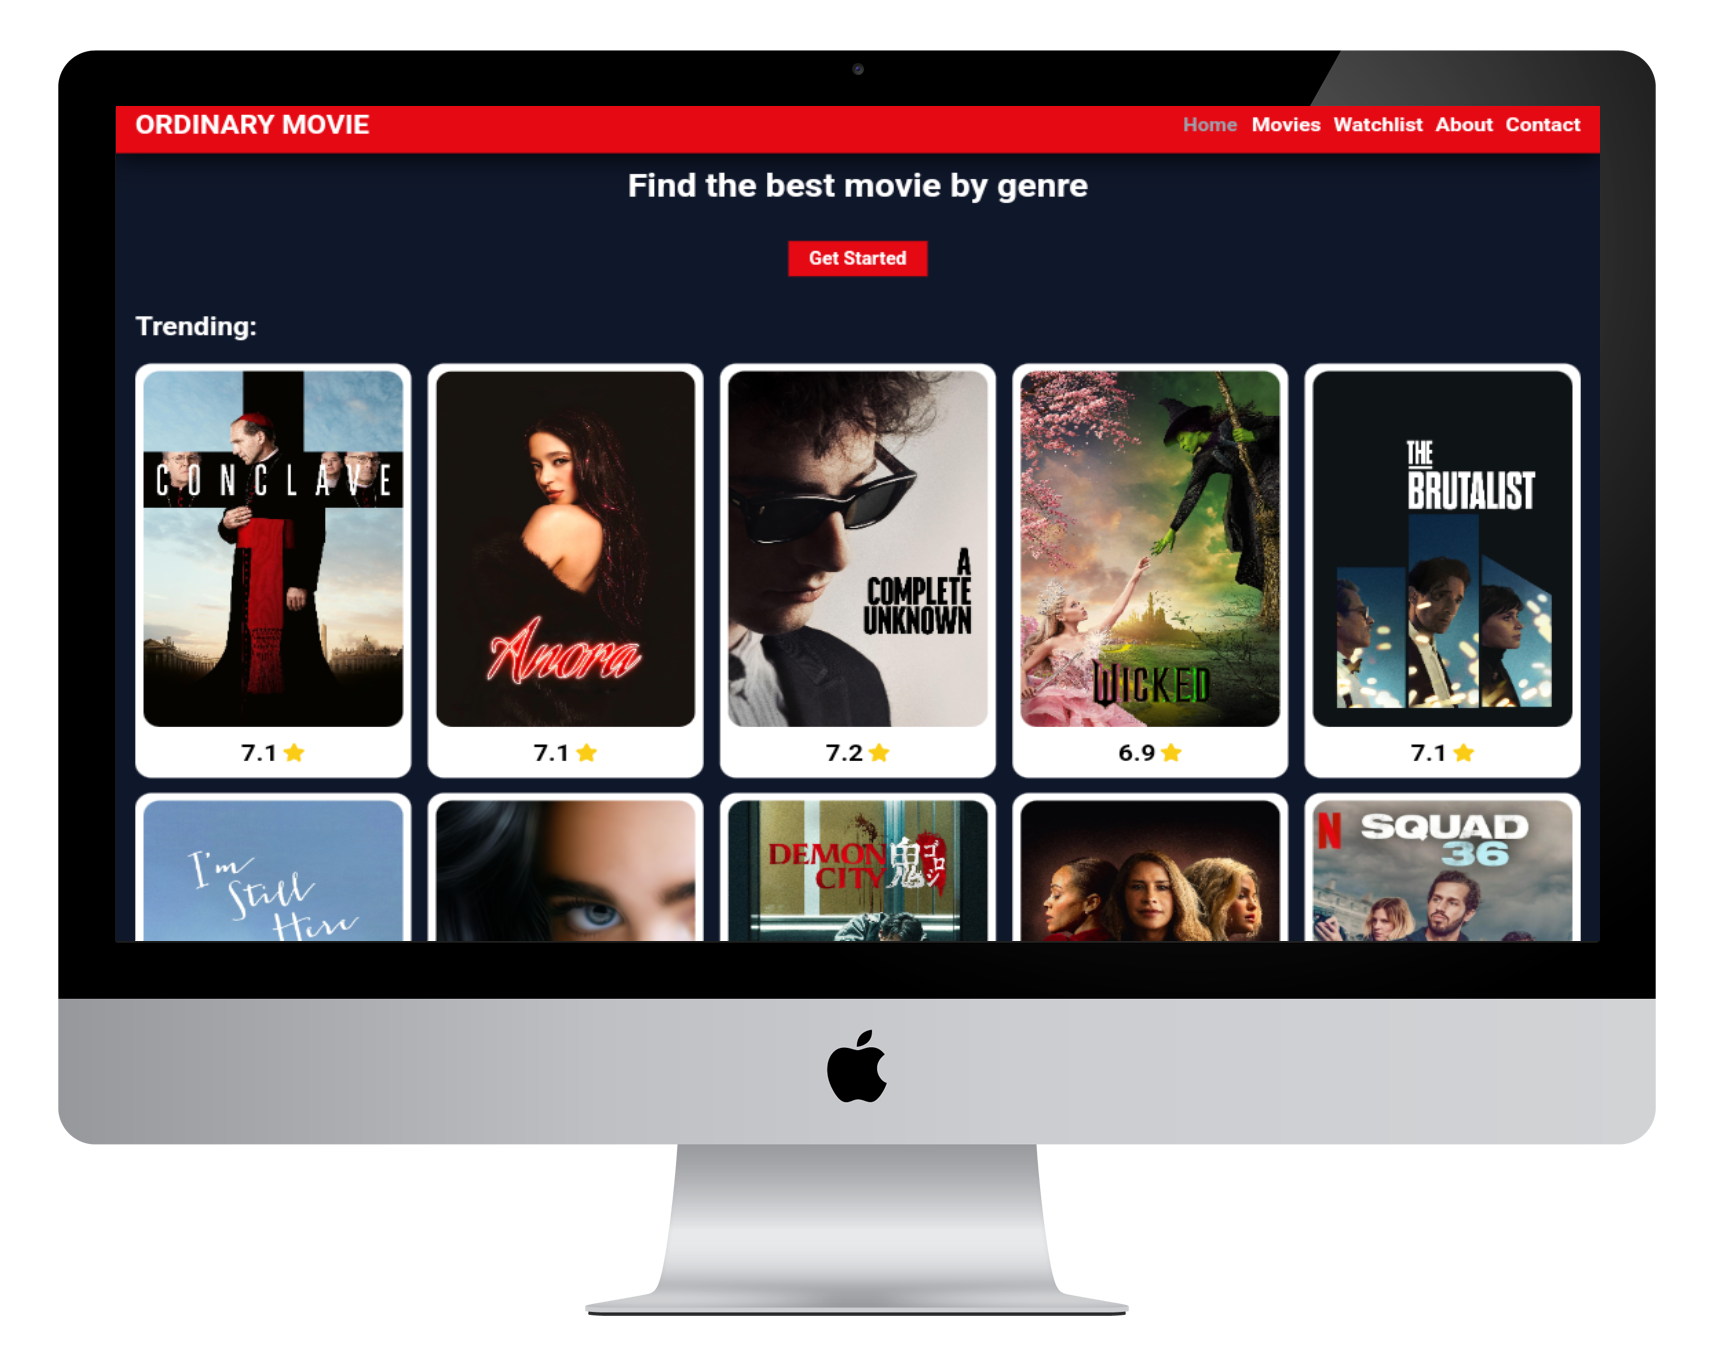 ORDINARY MOVIE
Home Movies Watchlist About Contact
Find the best movie by genre
Get Started
Trending:
CONCLAVE
Anora
A
COMPLETE
UNKNOWN
WICKED
THE
BRUTALIST
7.1
7.1
7.2
6.9
7.1
I'm
Still
Here
DEMON
CITY
鬼
ゴロシ
N
SQUAD
36